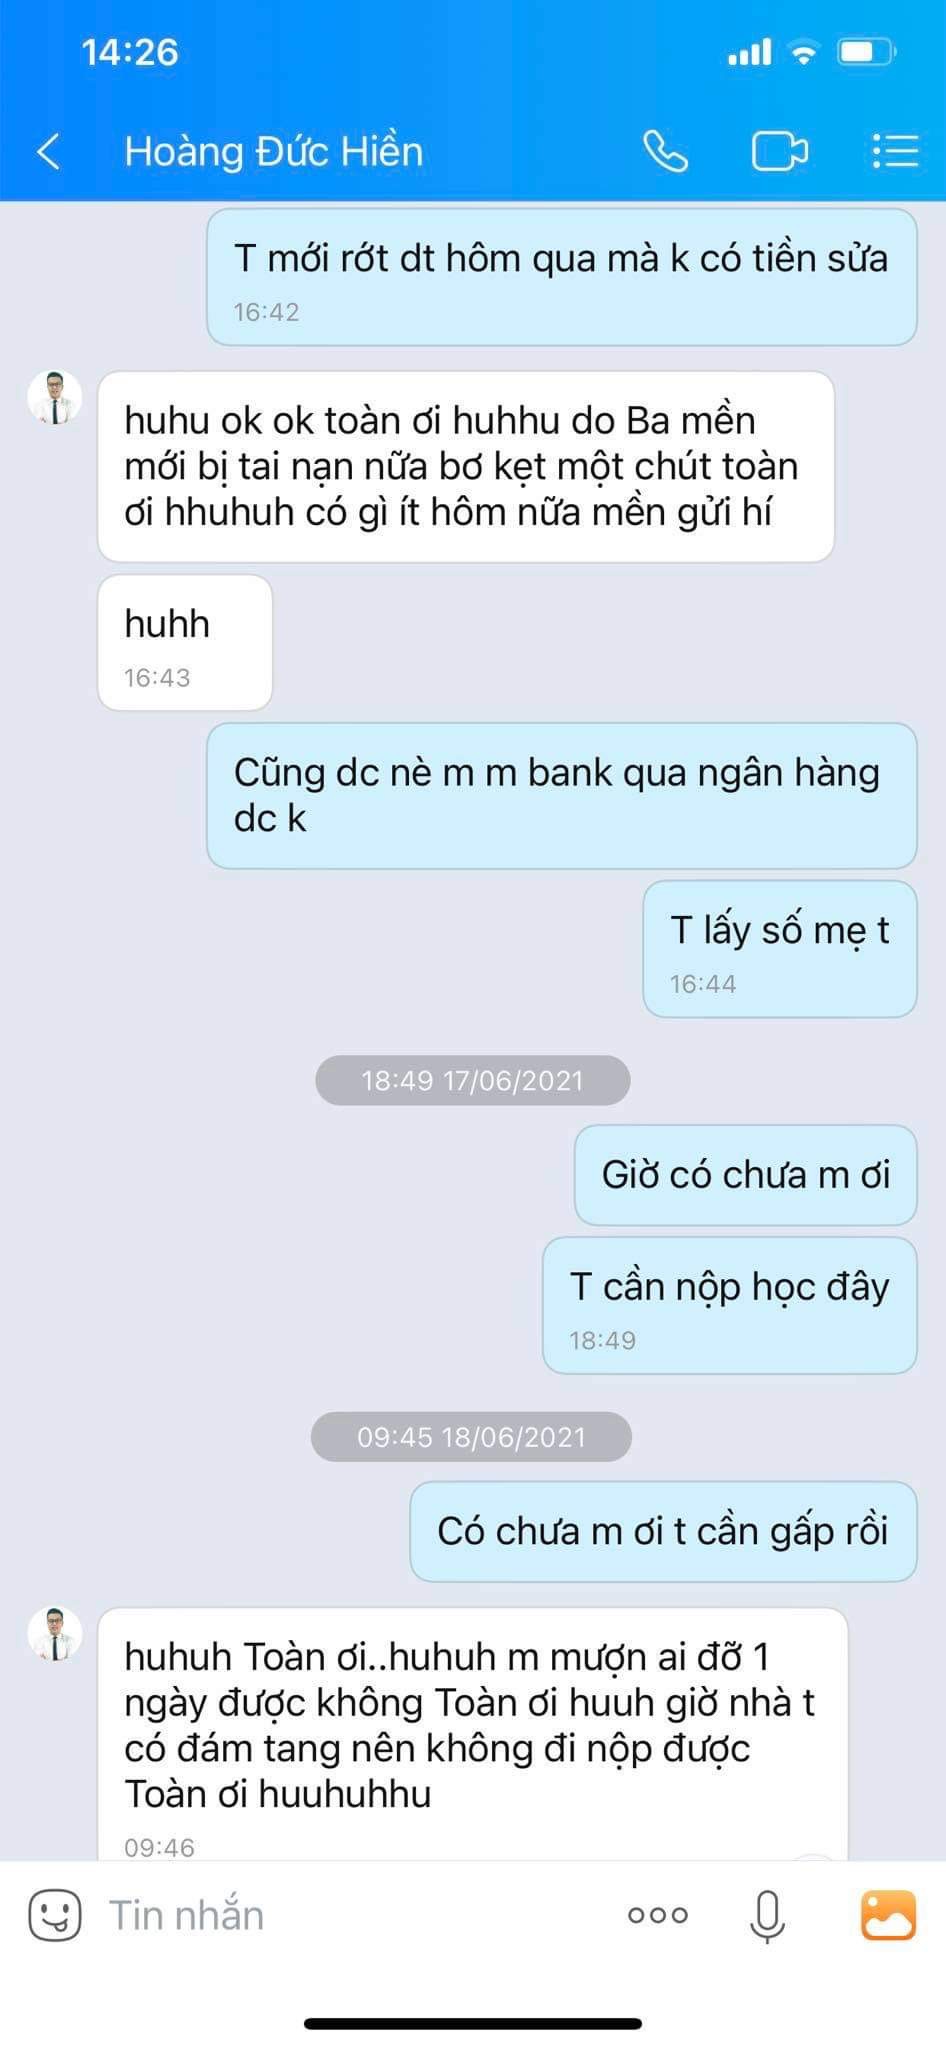 14:26
Hoàng Đức Hiền
T mới rớt dt hôm qua mà k có tiền sửa
16:42
huhu ok ok toàn ơi huhhu do Ba mền
mới bị tai nạn nữa bơ kẹt một chút toàn
ơi hhuhuh có gì ít hôm nữa mền gửi hí
huhh
16:43
Cũng dc nè m m bank qua ngân hàng
dc k
T lấy số mẹ t
16:44
18:49 17/06/2021
Giờ có chưa m ơi
T cần nộp học đây
18:49
09:45 18/06/2021
Có chưa m ơi t cần gấp rồi
huhuh Toàn ơi..huhuh m mượn ai đỡ 1
ngày được không Toàn ơi huuh giờ nhà t
có đám tang nên không đi nộp được
Toàn ơi huuhuhhu
09:46
Tin nhắn